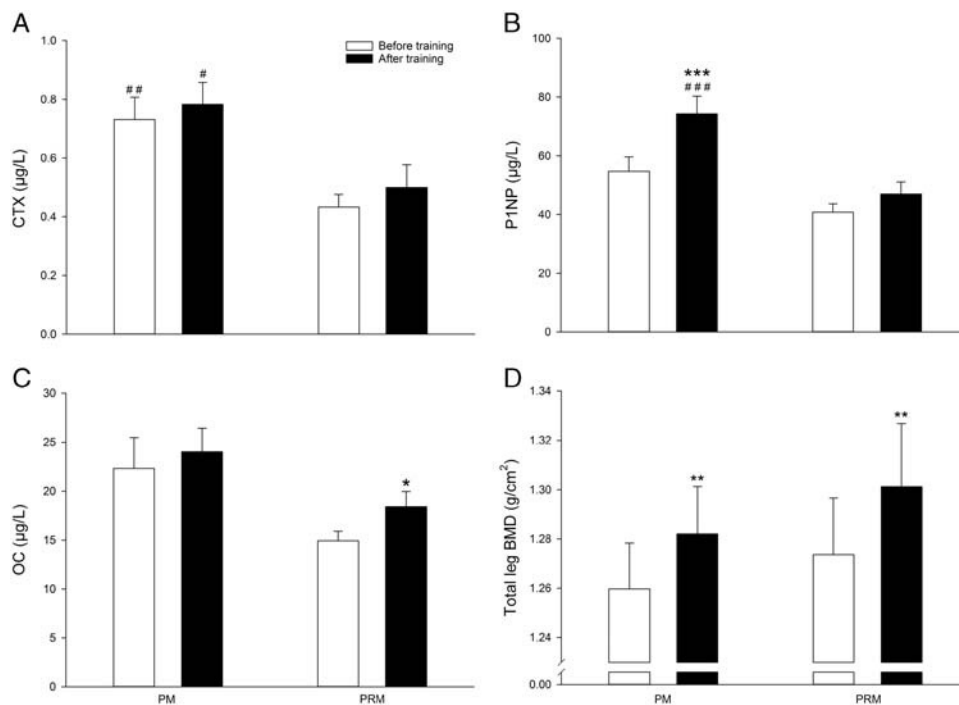 A
CTX (µg/L)
1.0
0.8
0.6
0.4
0.2
0.0
# #
#
Before training
After training
B
P1NP (µg/L)
100
80
60
40
20
0
***
# # #
C
OC (µg/L)
30
25
20
15
10
5
0
*
PM
PRM
D
Total leg BMD (g/cm²)
1.34
1.32
1.30
1.28
1.26
1.24
0.00
**
**
PM
PRM